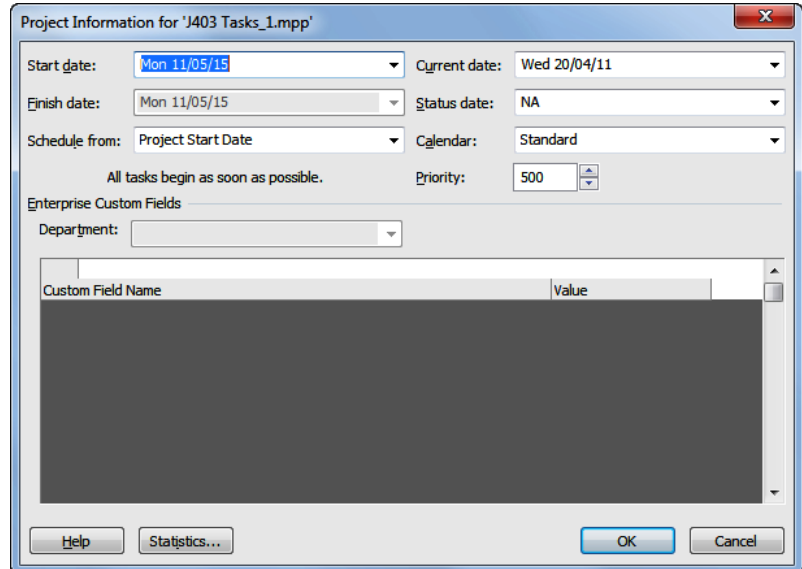 Project Information for 'J403 Tasks_1.mpp'
Start date: Mon 11/05/15 Current date: Wed 20/04/11
Finish date: Mon 11/05/15 Status date: NA
Schedule from: Project Start Date Calendar: Standard
All tasks begin as soon as possible. Priority: 500
Enterprise Custom Fields
Department:
Custom Field Name Value
Help Statistics... OK Cancel